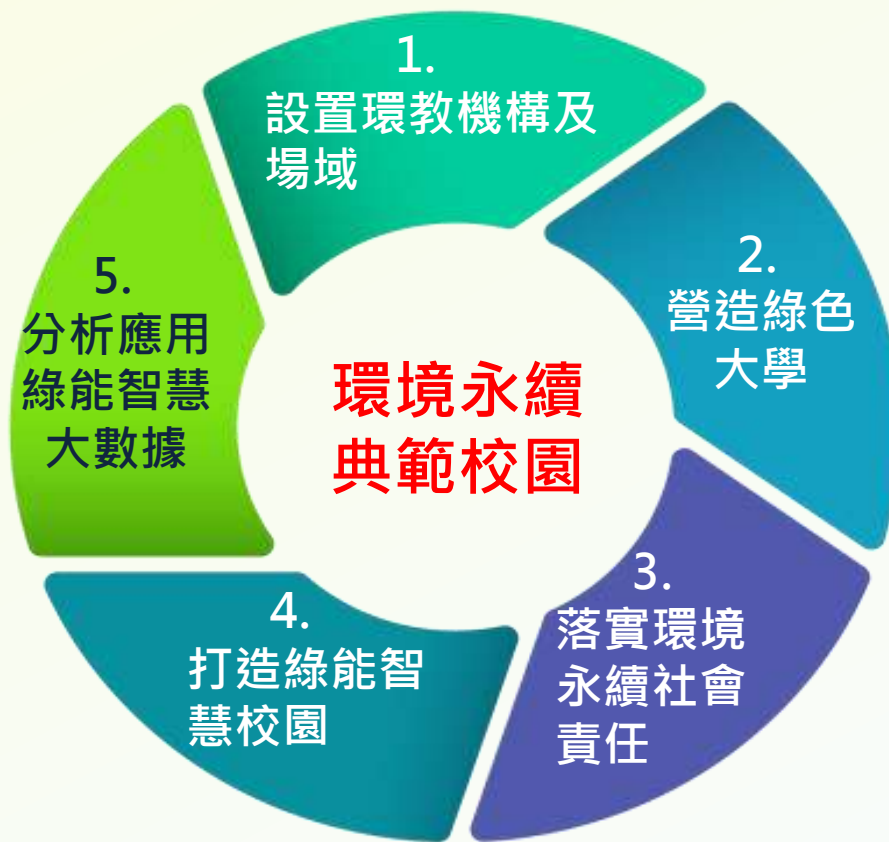 1.
設置環教機構及
場域
2.
營造綠色
大學
3.
落實環境
永續社會
責任
4.
打造綠能智
慧校園
5.
分析應用
綠能智慧
大數據
環境永續
典範校園